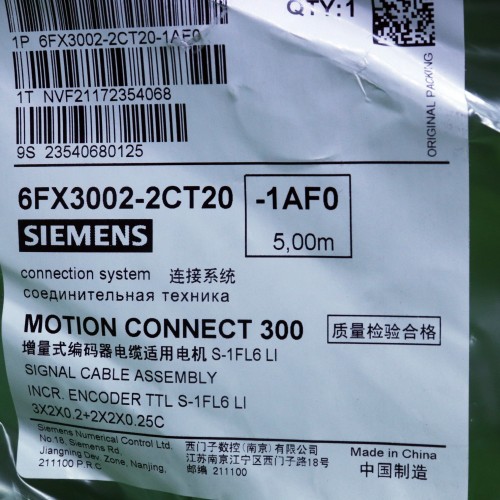 QTY:1
1P 6FX3002-2CT20-1AF0
1T NVF21172354068
9S 23540680125
ORIGINAL PACKING
6FX3002-2CT20 -1AF0
5,00m
SIEMENS
connection system 连接系统
соединительная техника
MOTION CONNECT 300 质量检验合格
增量式编码器电缆适用电机 S-1FL6 LI
SIGNAL CABLE ASSEMBLY
INCR. ENCODER TTL S-1FL6 LI
3X2X0.2+2X2X0.25C
Siemens Numerical Control Ltd.
No.18, Siemens Rd.
Jiangning Dev. Zone, Nanjing,
211100 P.R.C
西门子数控(南京)有限公司
江苏南京江宁区西门子路18号
邮编 211100
Made in China
中国制造